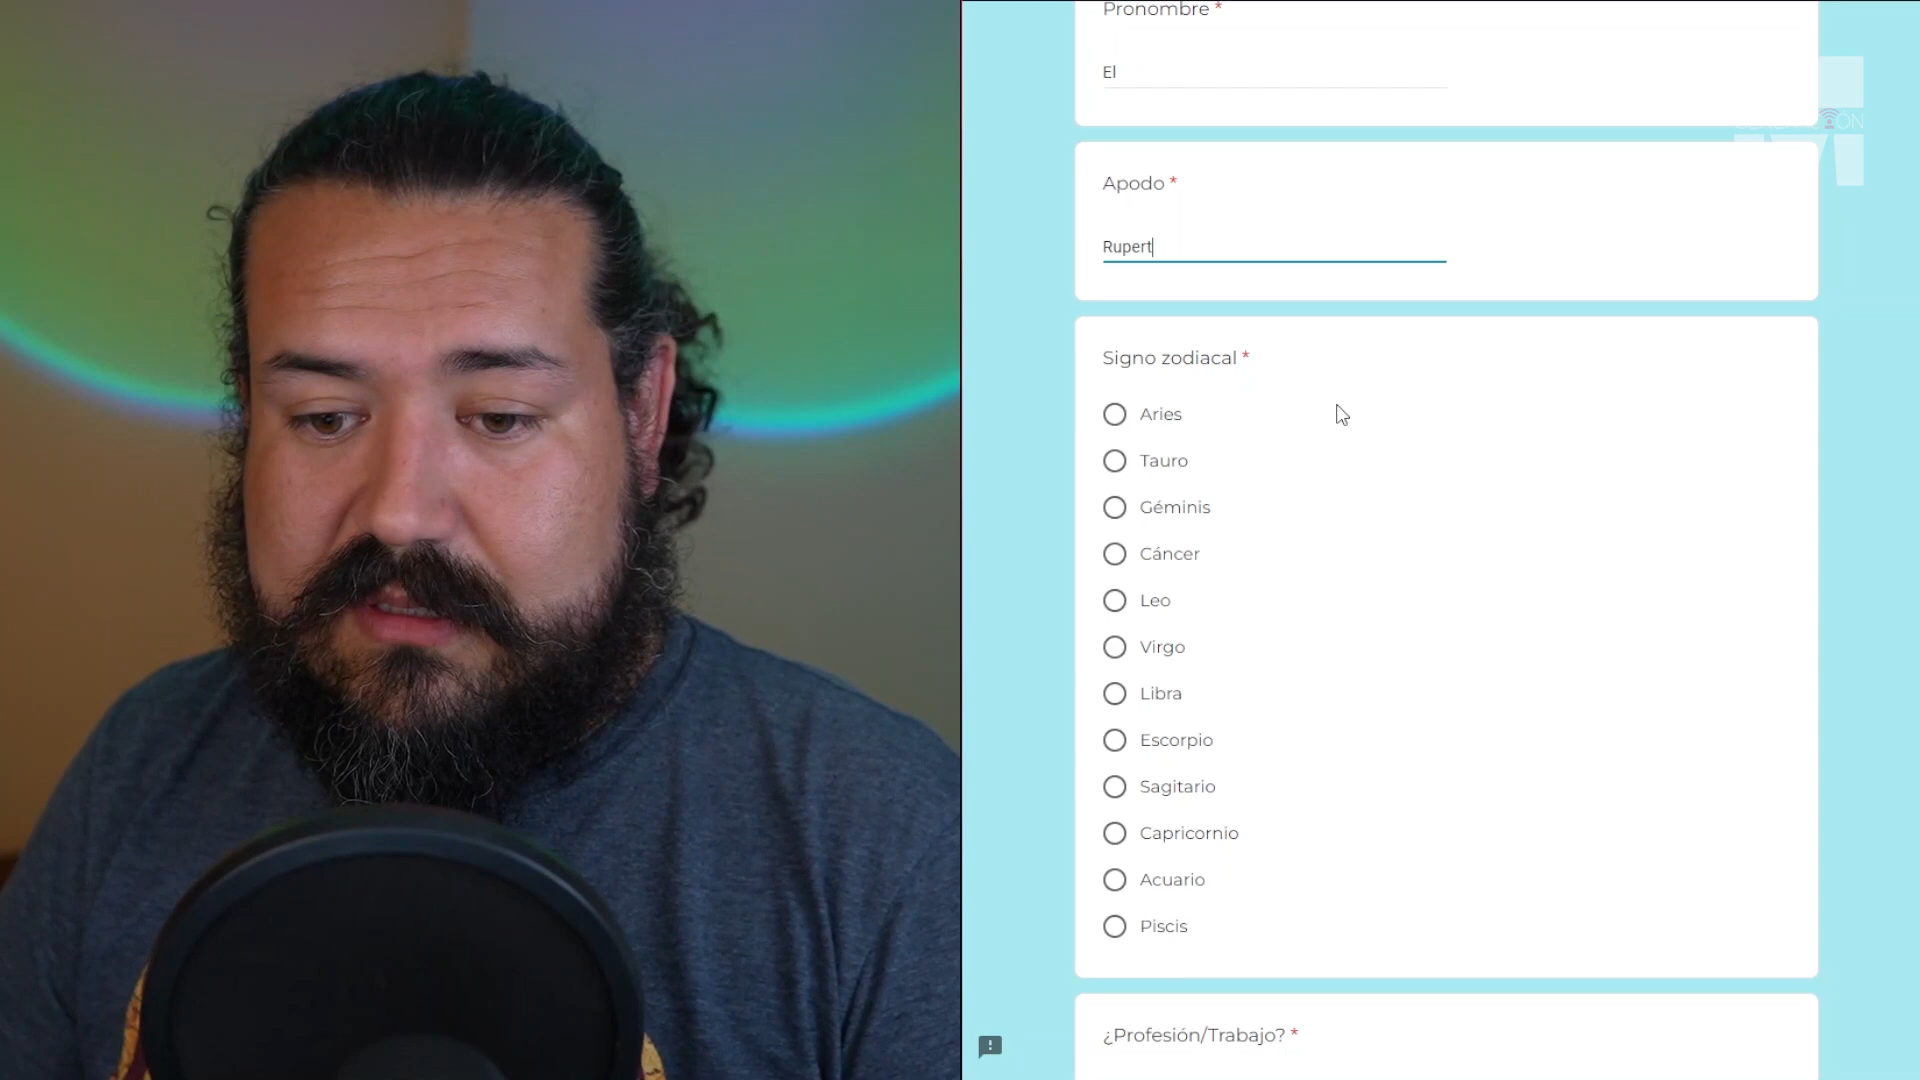 Pronombre *
El
Apodo *
Rupert
Signo zodiacal *
Aries
Tauro
Géminis
Cáncer
Leo
Virgo
Libra
Escorpio
Sagitario
Capricornio
Acuario
Piscis
¿Profesión/Trabajo? *